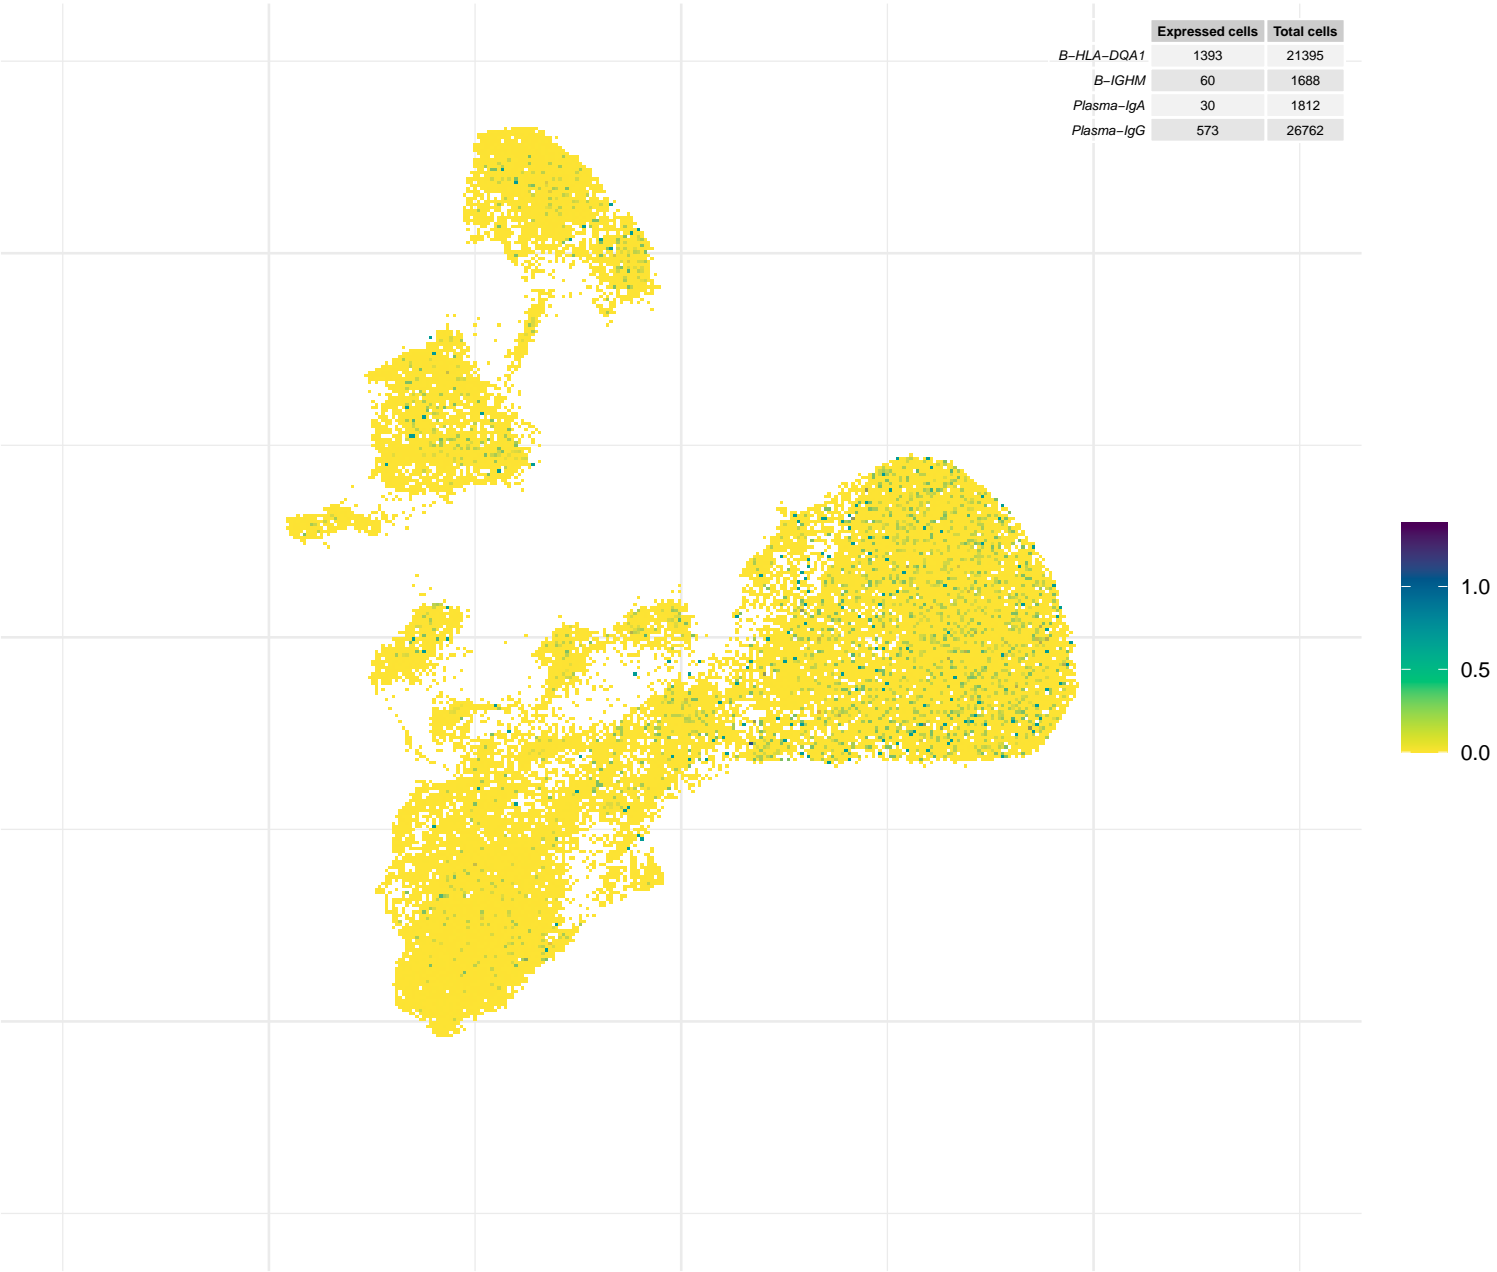 Expressed cells Total cells
B−HLA−DQA1 1393 21395
B−IGHM 60 1688
Plasma−IgA 30 1812
Plasma−IgG 573 26762
1.0
0.5
0.0